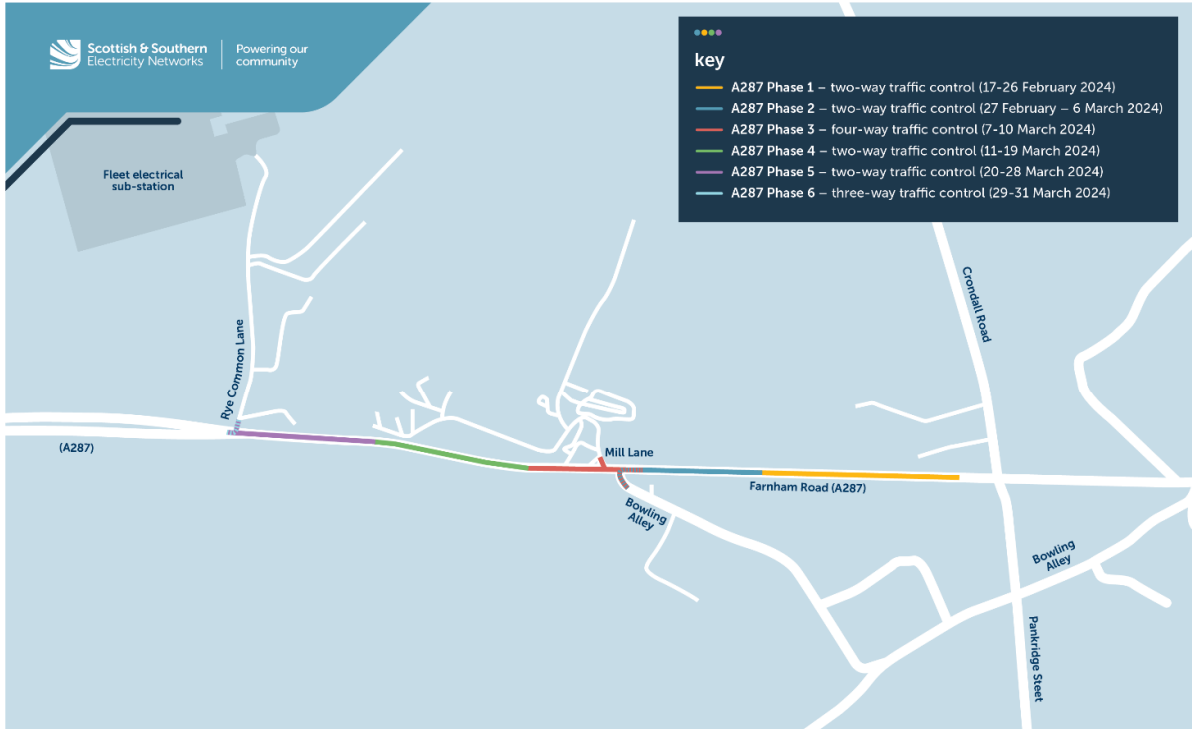 Scottish & Southern
Electricity Networks
Powering our
community
key
A287 Phase 1 – two-way traffic control (17-26 February 2024)
A287 Phase 2 – two-way traffic control (27 February – 6 March 2024)
A287 Phase 3 – four-way traffic control (7-10 March 2024)
A287 Phase 4 – two-way traffic control (11-19 March 2024)
A287 Phase 5 – two-way traffic control (20-28 March 2024)
A287 Phase 6 – three-way traffic control (29-31 March 2024)
Fleet electrical
sub-station
Crondall Road
Rye Common Lane
(A287)
Mill Lane
Farnham Road (A287)
Bowling
Alley
Bowling
Alley
Pankridge Steet